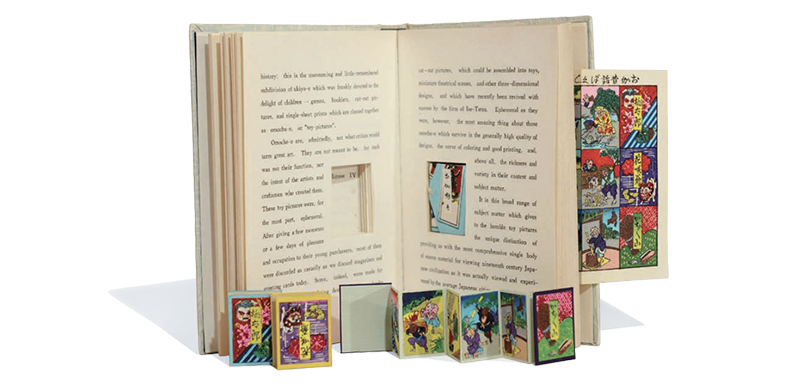 history: this is the unassuming and little-remembered
subdivision of ukiyo-e which was frankly devoted to the
delight of children — games, booklets, cut-out pic-
tures, and single-sheet prints which are classed together
as omocha-e, or "toy-pictures".
Omocha-e are, admittedly, not what critics would
term great art. They are not meant to be, for such
was not their function, nor
the intent of the artists and
craftsmen who created them.
These toy pictures were, for
the most part, ephemeral.
After giving a few moments
or a few days of pleasure
and occupation to their young purchasers, most of them
were discarded as casually as we discard magazines and
greeting cards today. Some, indeed, were made for
IV
cut-out pictures, which could be assembled into toys,
miniature theatrical scenes, and other three-dimensional
designs, and which have recently been revived with
success by the firm of Ise-Tatsu. Ephemeral as they
were, however, the most amazing thing about those
omocha-e which survive is the generally high quality of
designs, the verve of coloring and good printing, and,
above all, the richness and
variety in their content and
subject matter.
It is this broad range of
subject matter which gives
to the humble toy pictures
the unique distinction of
providing us with the most comprehensive single body
of source material for viewing nineteenth century Japa-
nese civilization as it was actually viewed and experi-
enced by the average Japanese